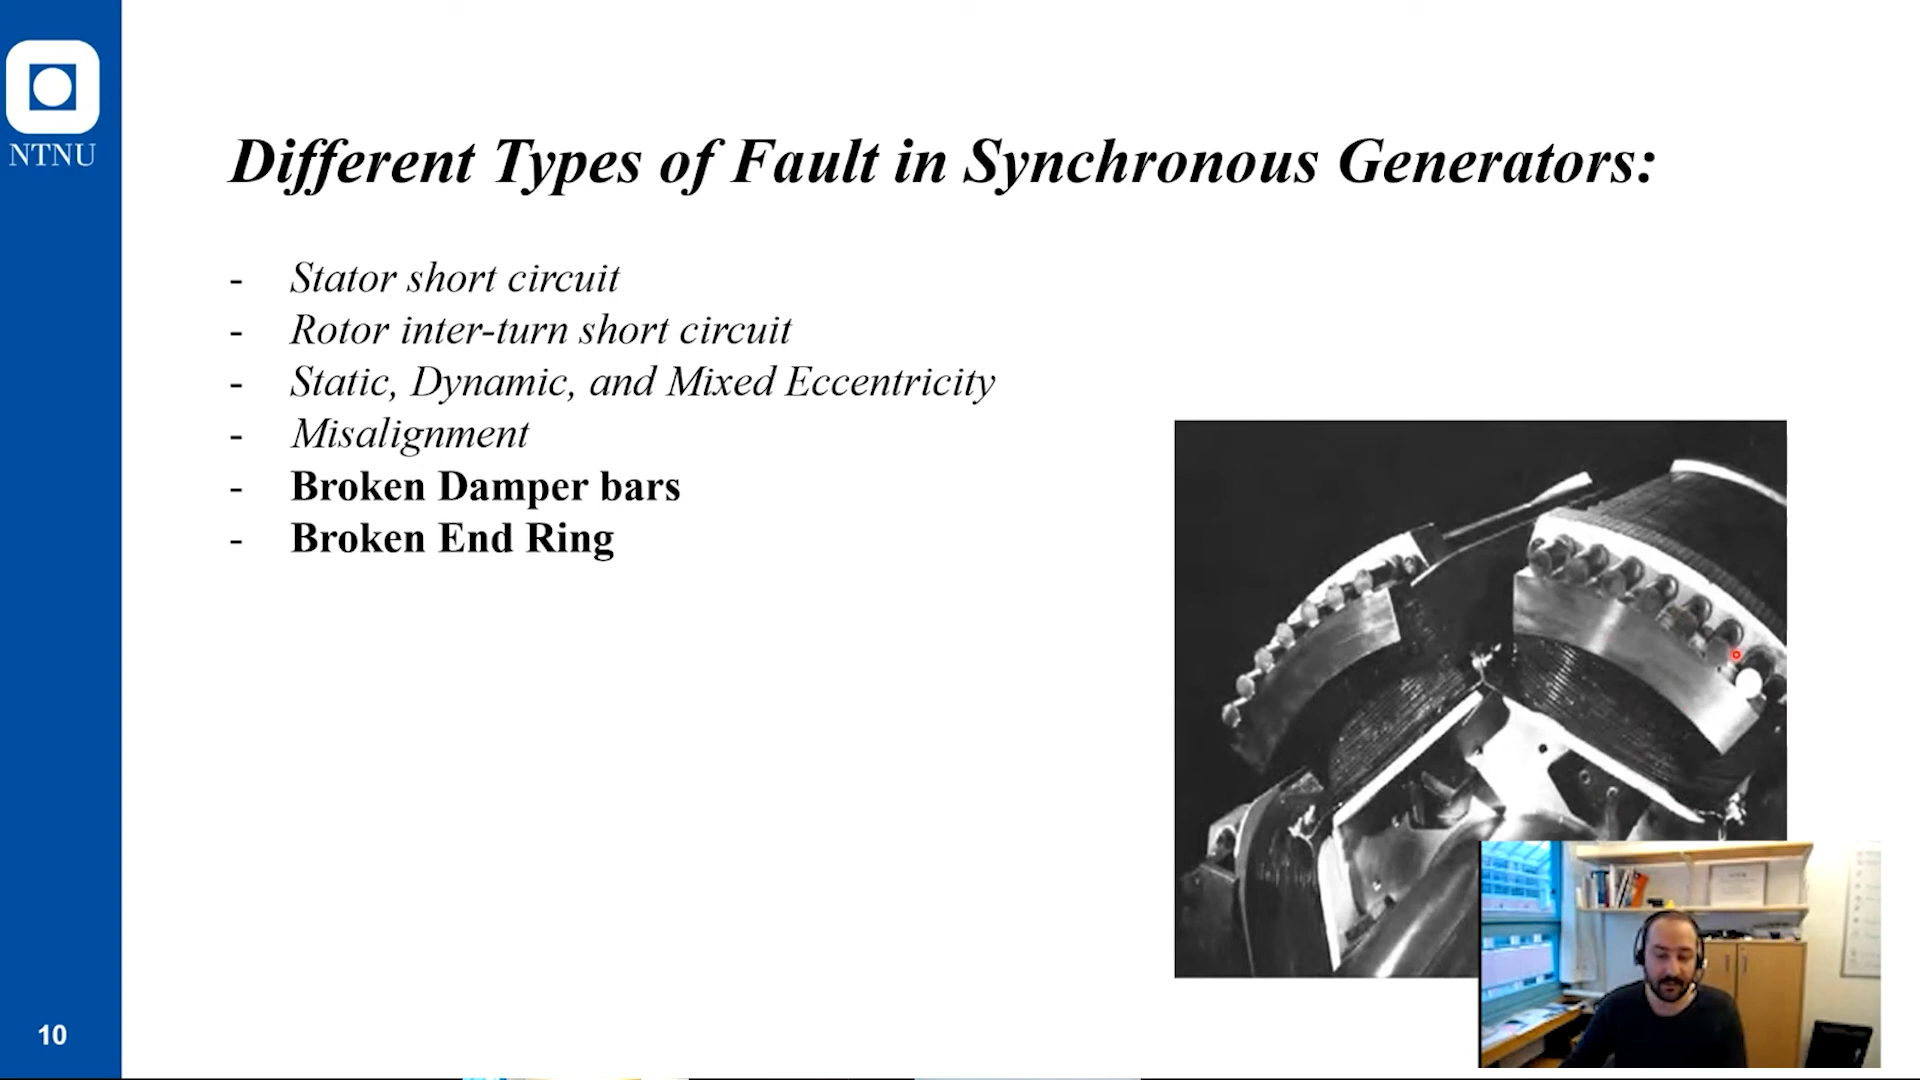 NTNU
Different Types of Fault in Synchronous Generators:
- Stator short circuit
- Rotor inter-turn short circuit
- Static, Dynamic, and Mixed Eccentricity
- Misalignment
- Broken Damper bars
- Broken End Ring
10